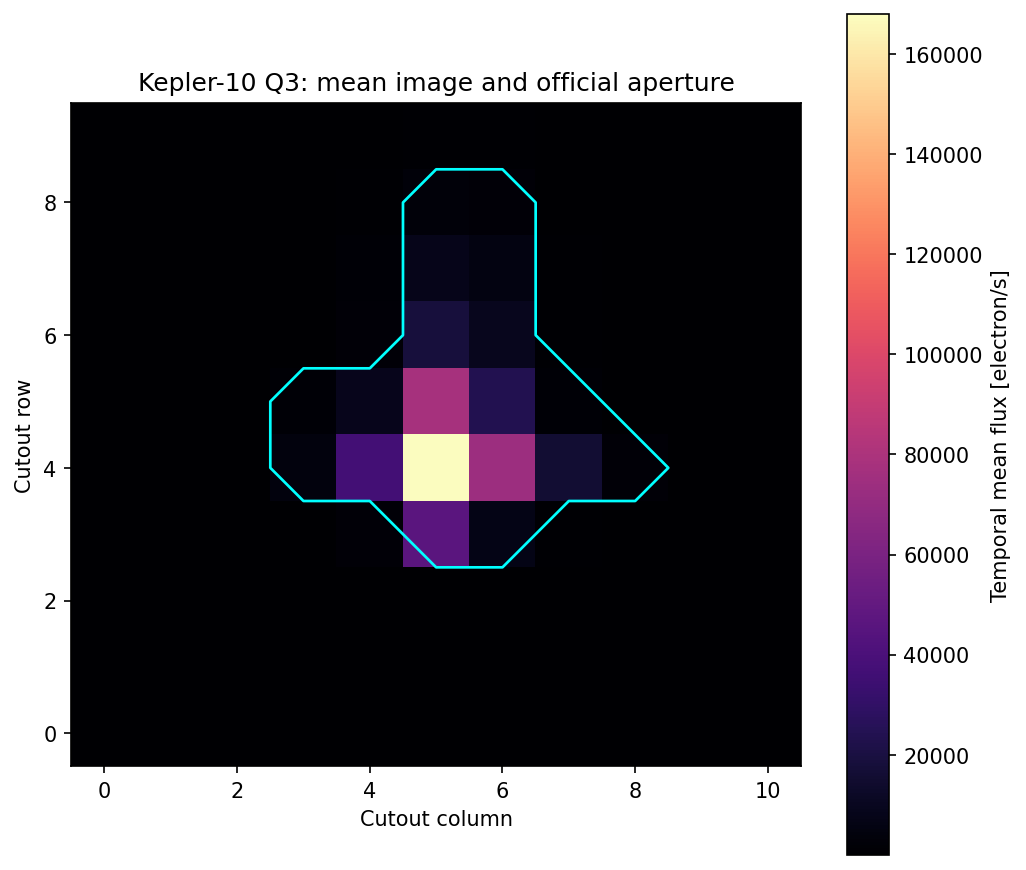 Kepler-10 Q3: mean image and official aperture
8
6
4
2
0
Cutout row
0 2 4 6 8 10
Cutout column
160000
140000
120000
100000
80000
60000
40000
20000
Temporal mean flux [electron/s]